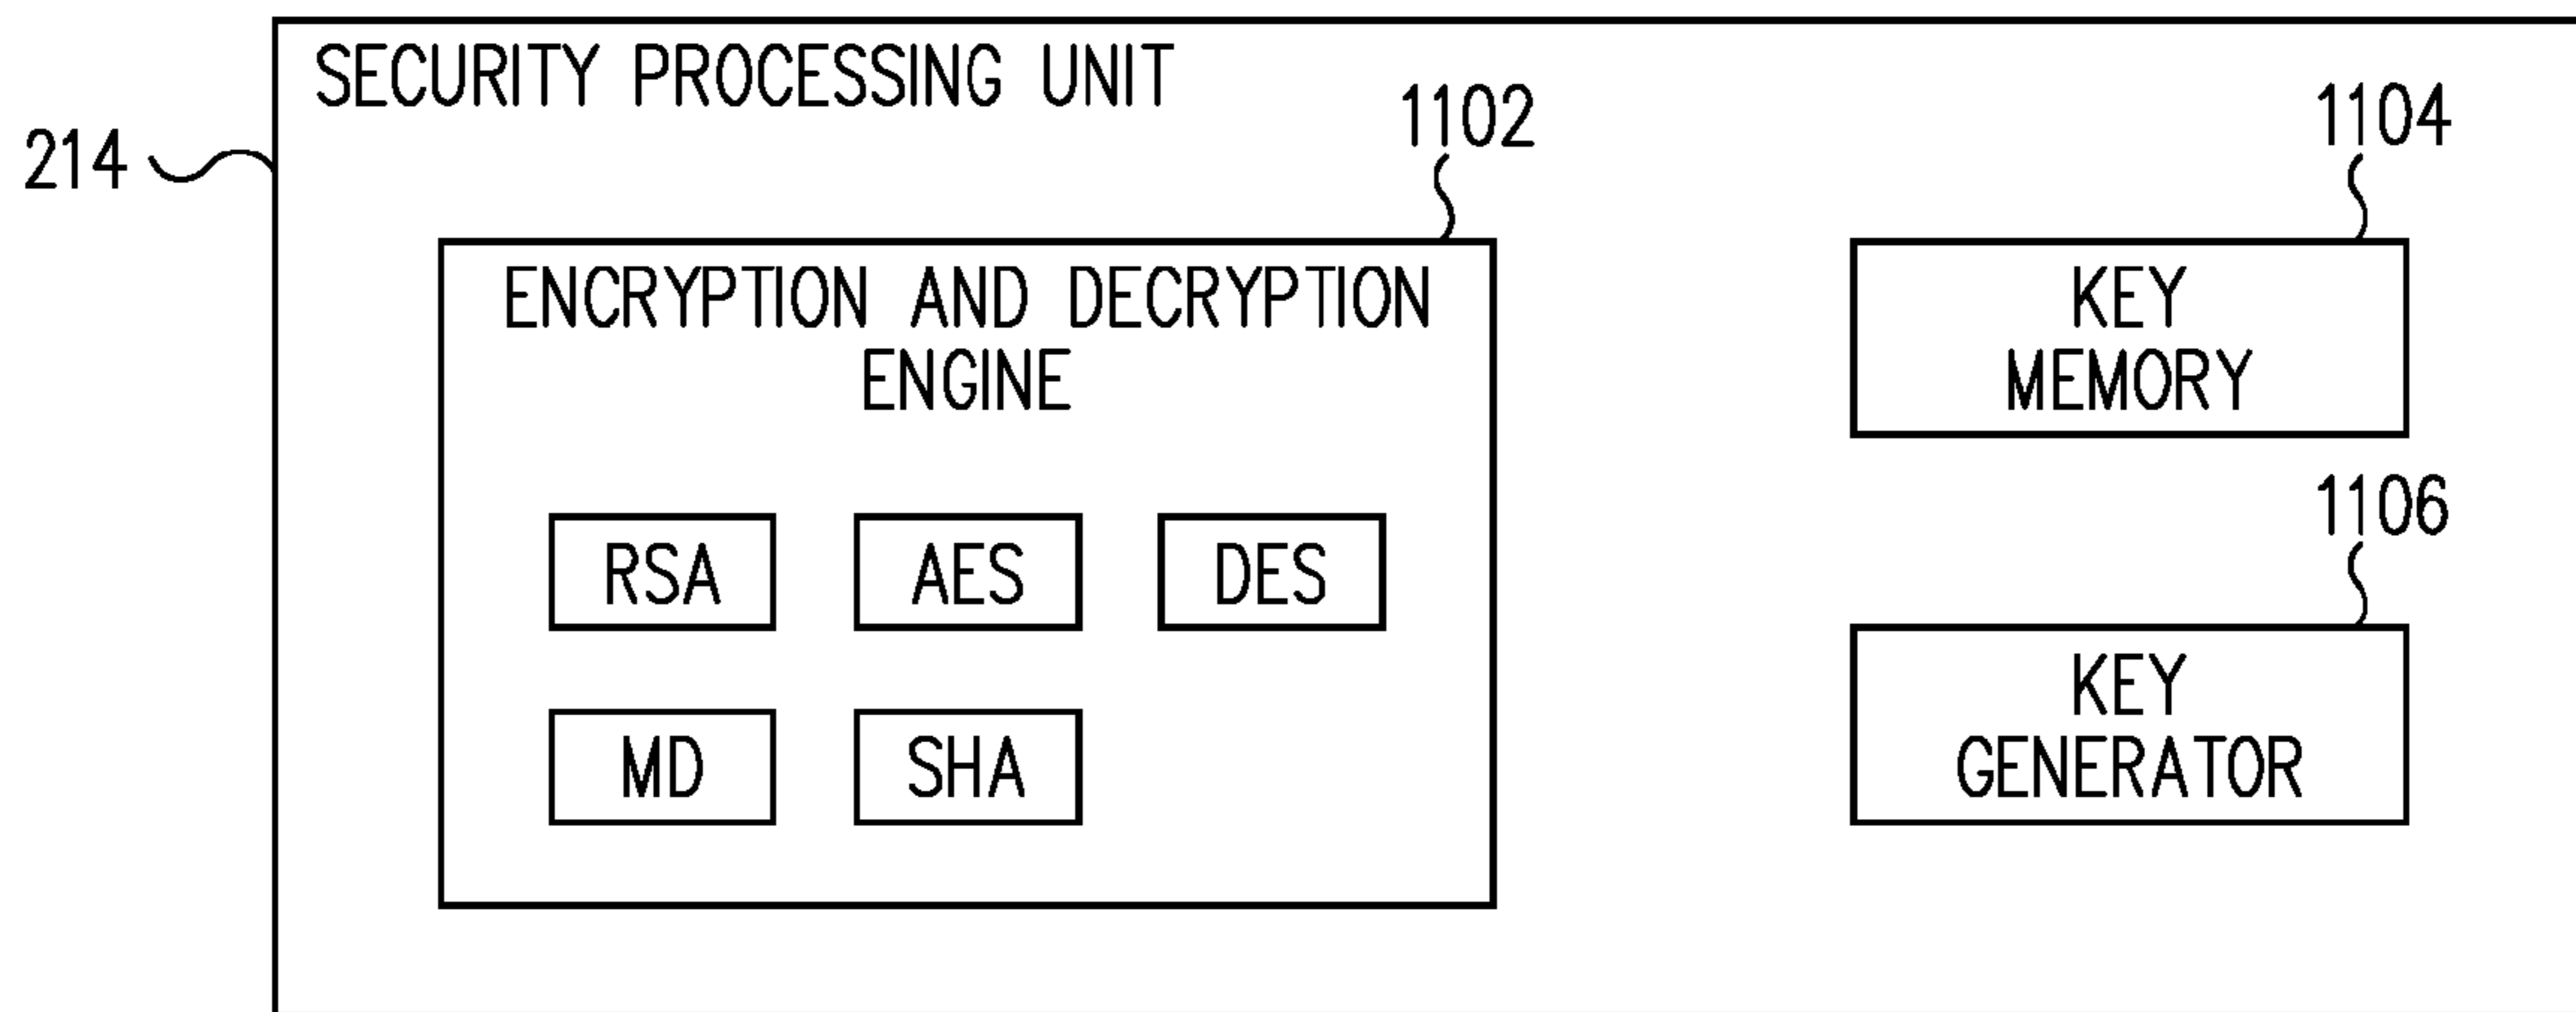 SECURITY PROCESSING UNIT
214
1102
1104
ENCRYPTION AND DECRYPTION
ENGINE
KEY
MEMORY
RSA
AES
DES
1106
MD
SHA
KEY
GENERATOR